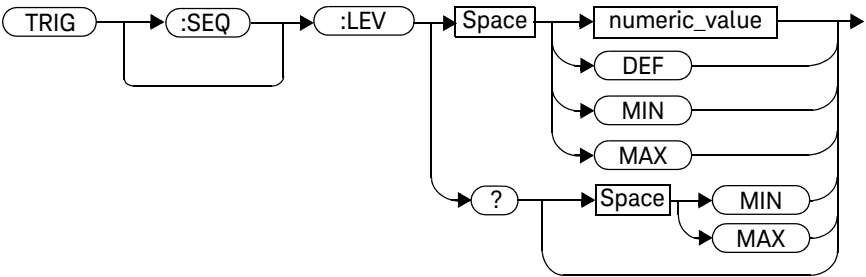 TRIG :SEQ :LEV Space numeric_value
DEF
MIN
MAX
? Space MIN
MAX